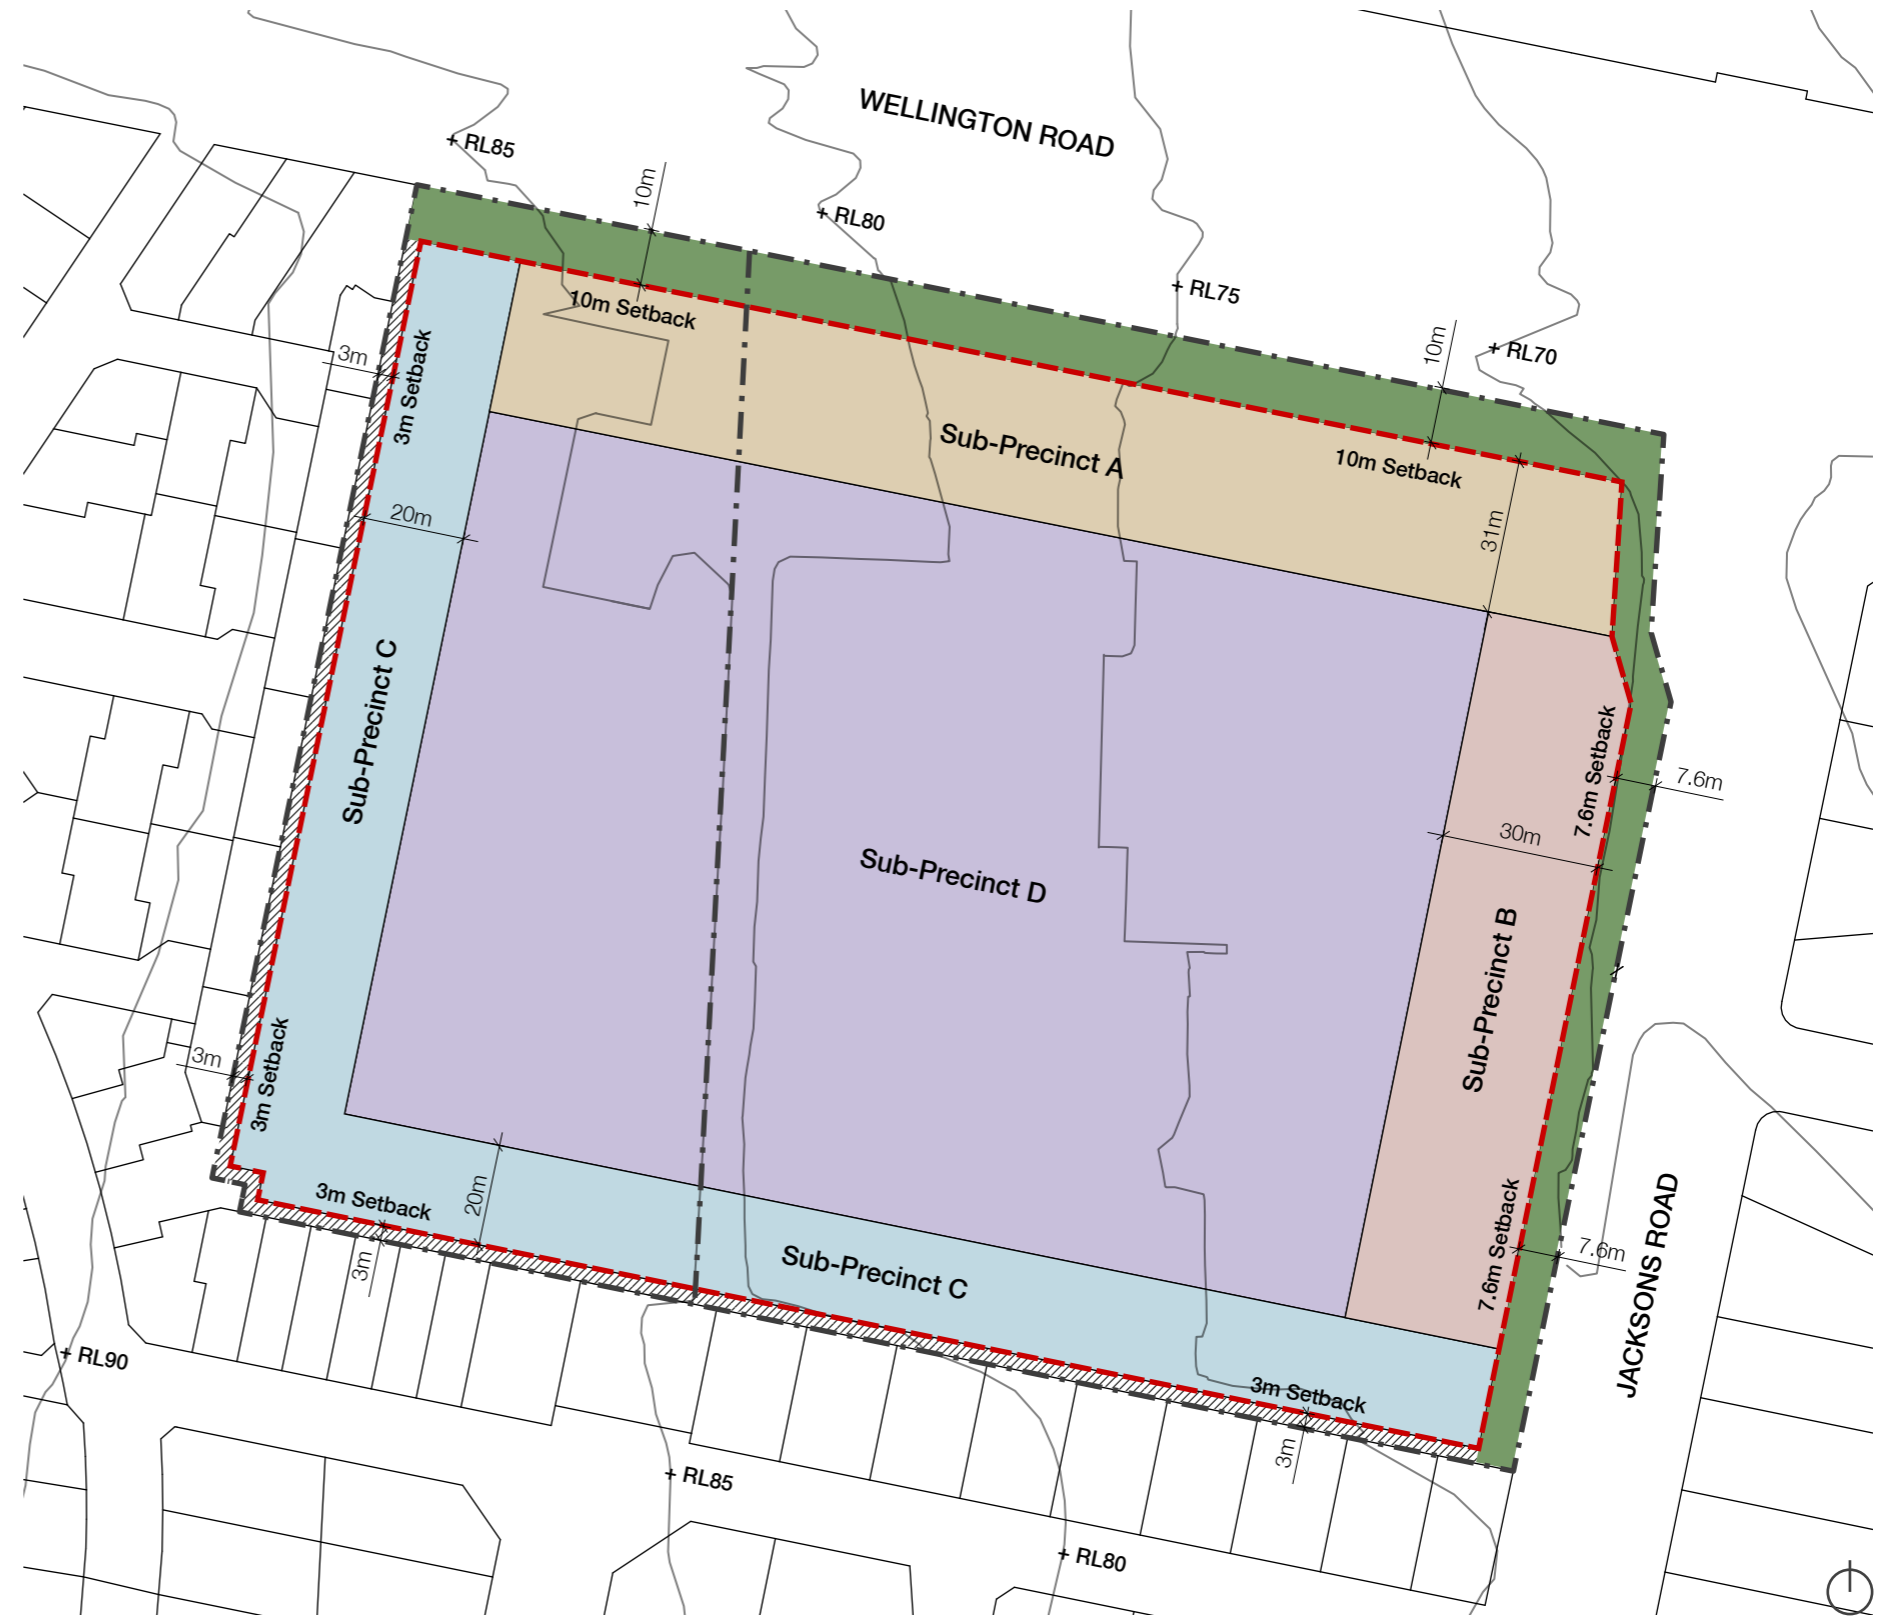 WELLINGTON ROAD
+ RL85
10m
+ RL80
+ RL75
10m
+ RL70
10m Setback
3m
3m Setback
Sub-Precinct A
10m Setback
20m
31m
Sub-Precinct C
7.6m Setback
7.6m
30m
Sub-Precinct D
Sub-Precinct B
3m
3m Setback
3m Setback
20m
3m
Sub-Precinct C
7.6m Setback
7.6m
JACKSONS ROAD
+ RL90
3m Setback
3m
+ RL85
+ RL80